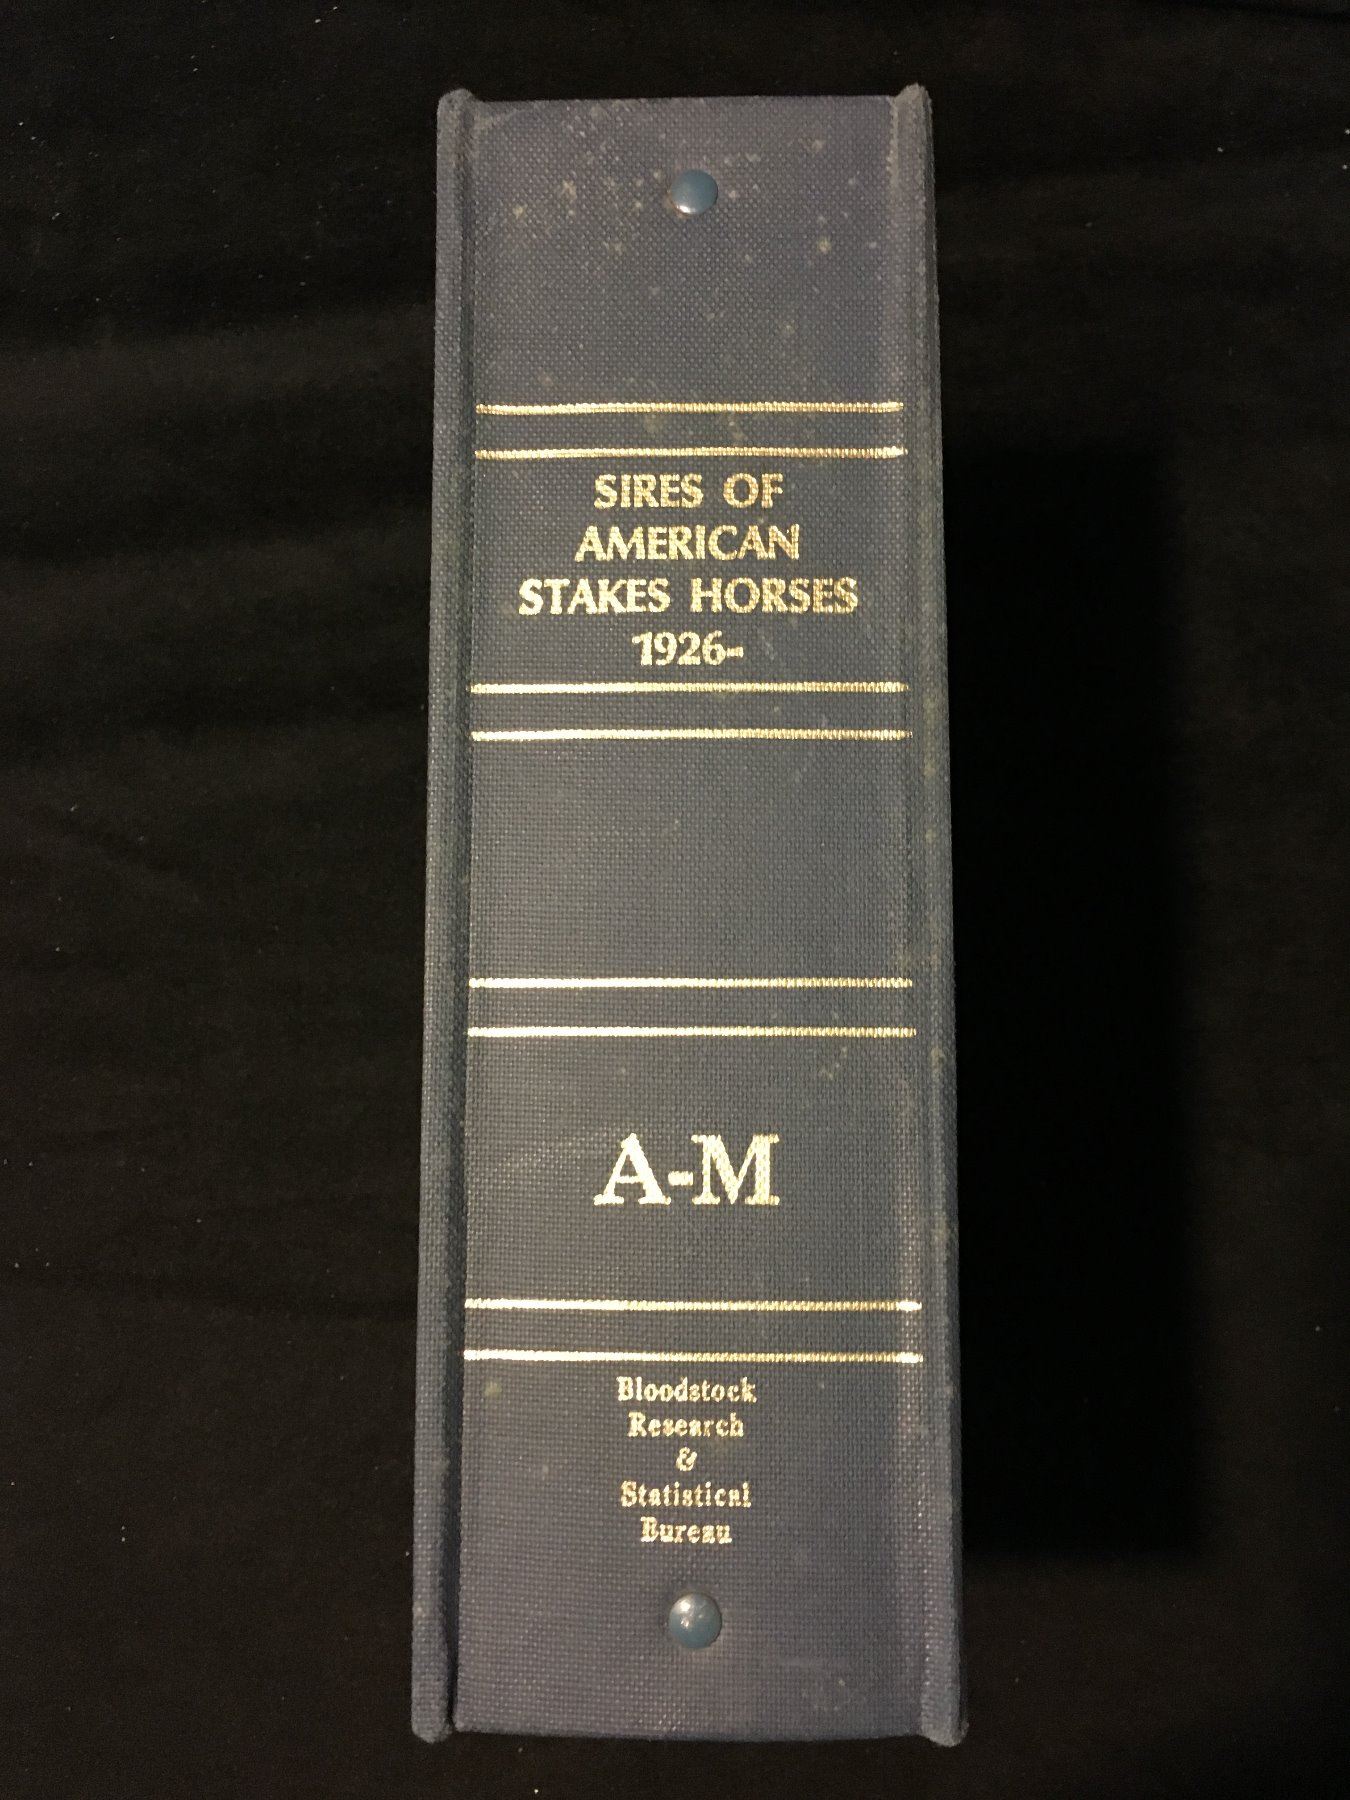 SIRES OF
AMERICAN
STAKES HORSES
1926-
A-M
Bloodstock
Research
&
Statistical
Bureau